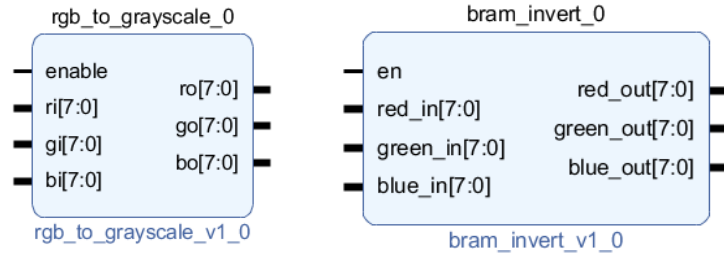 rgb_to_grayscale_0
enable
ri[7:0]
gi[7:0]
bi[7:0]
ro[7:0]
go[7:0]
bo[7:0]
rgb_to_grayscale_v1_0
bram_invert_0
en
red_in[7:0]
green_in[7:0]
blue_in[7:0]
red_out[7:0]
green_out[7:0]
blue_out[7:0]
bram_invert_v1_0